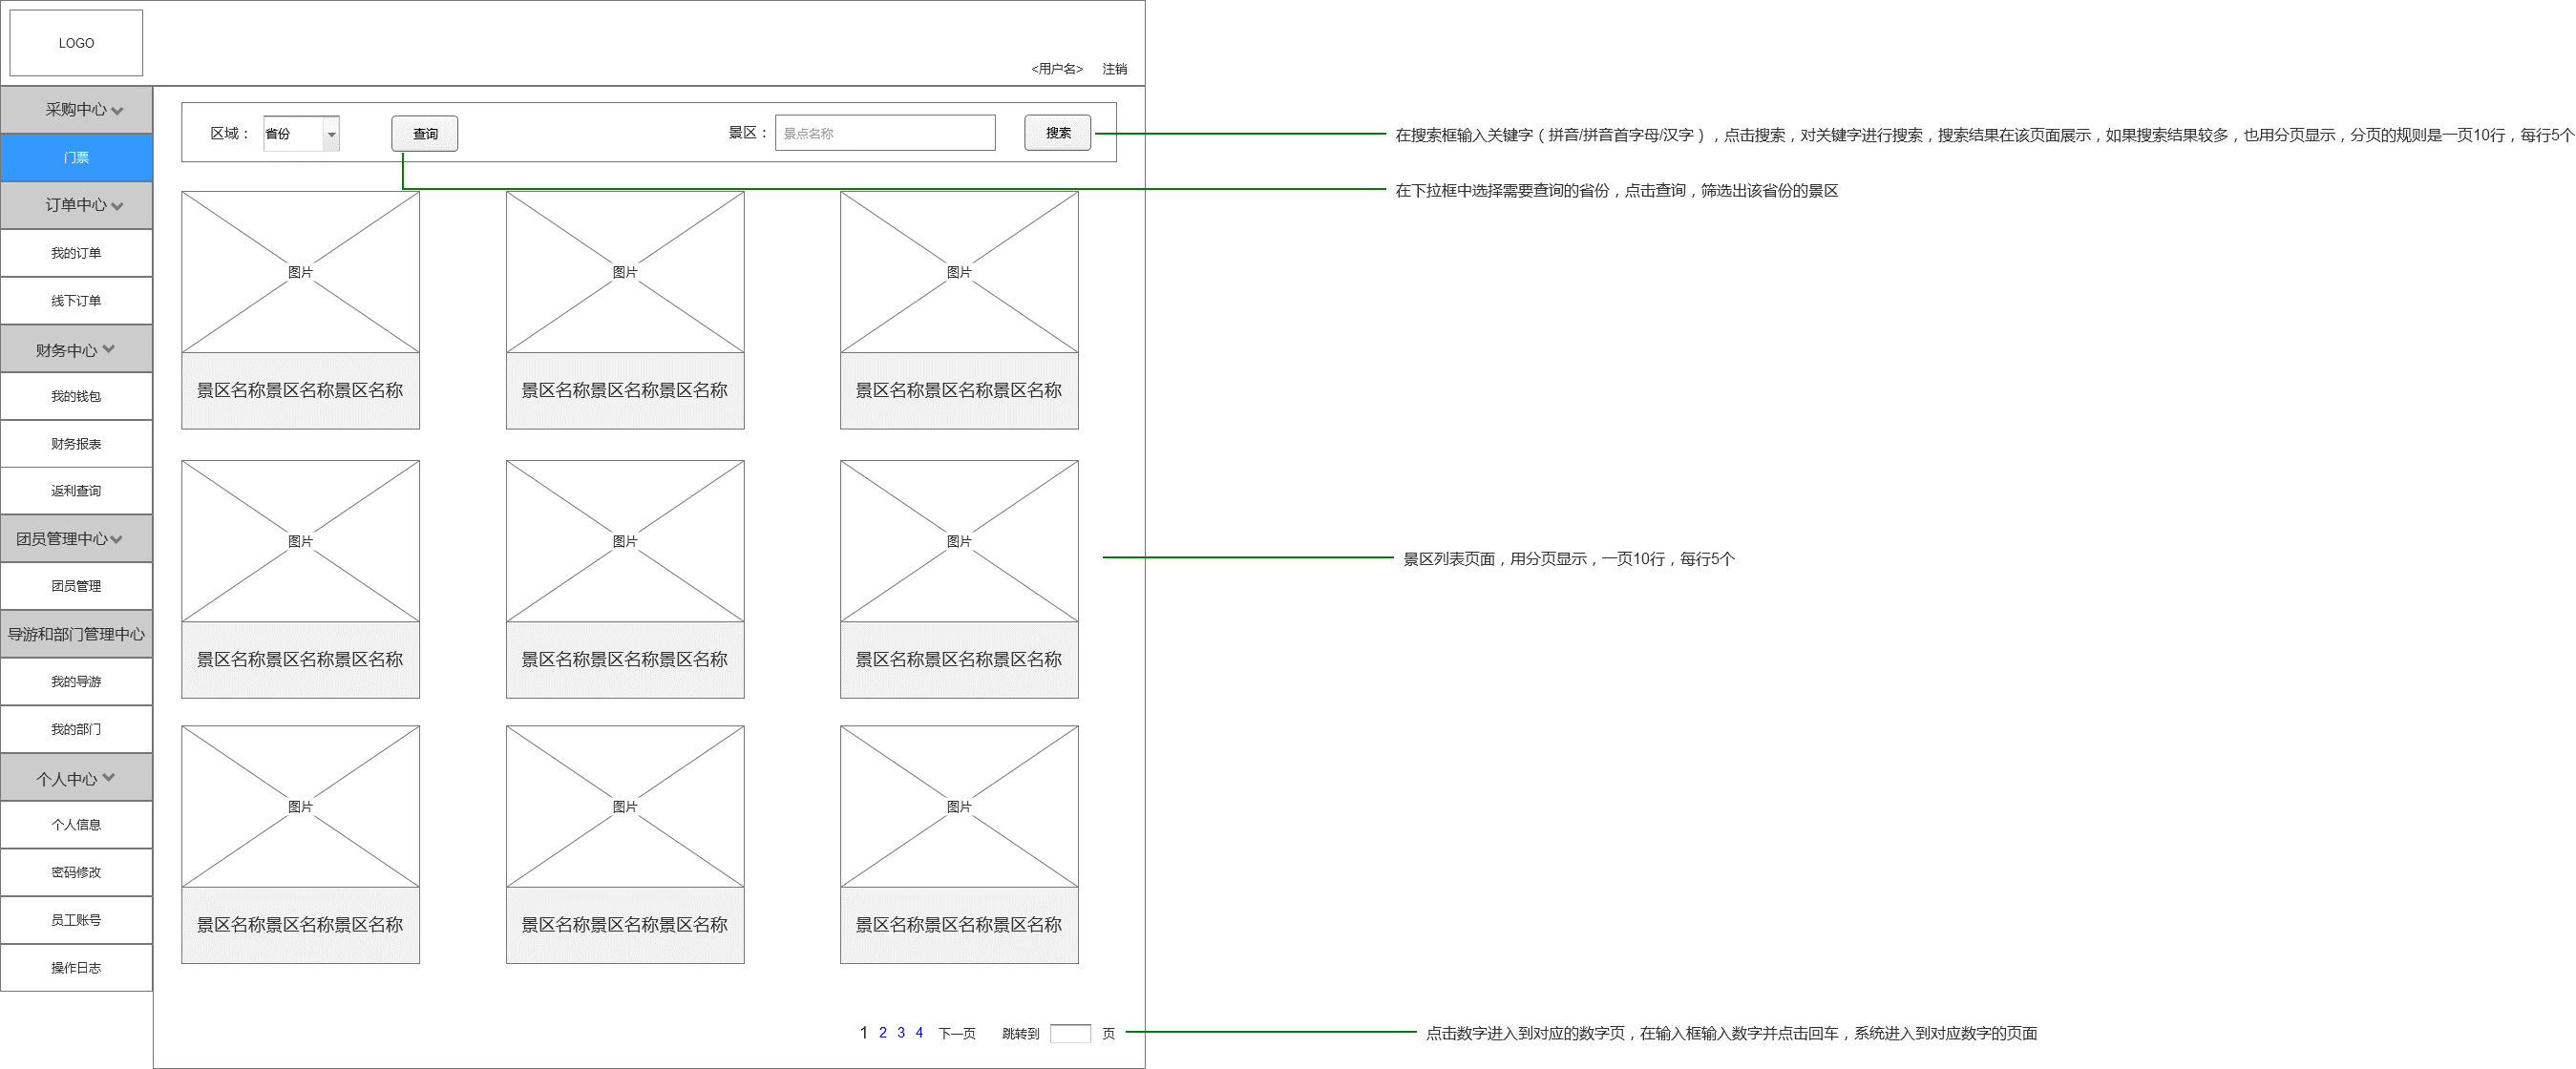 LOGO
<用户名> 注销
采购中心
门票
订单中心
我的订单
线下订单
财务中心
我的钱包
财务报表
返利查询
团员管理中心
团员管理
导游和部门管理中心
我的导游
我的部门
个人中心
个人信息
密码修改
员工账号
操作日志
区域： 省份 查询 景区： 景点名称 搜索
在搜索框输入关键字（拼音/拼音首字母/汉字），点击搜索，对关键字进行搜索，搜索结果在该页面展示，如果搜索结果较多，也用分页显示，分页的规则是一页10行，每行5个
在下拉框中选择需要查询的省份，点击查询，筛选出该省份的景区
图片 图片 图片
景区名称景区名称景区名称 景区名称景区名称景区名称 景区名称景区名称景区名称
图片 图片 图片
景区列表页面，用分页显示，一页10行，每行5个
景区名称景区名称景区名称 景区名称景区名称景区名称 景区名称景区名称景区名称
图片 图片 图片
景区名称景区名称景区名称 景区名称景区名称景区名称 景区名称景区名称景区名称
1 2 3 4 下一页 跳转到 页
点击数字进入到对应的数字页，在输入框输入数字并点击回车，系统进入到对应数字的页面